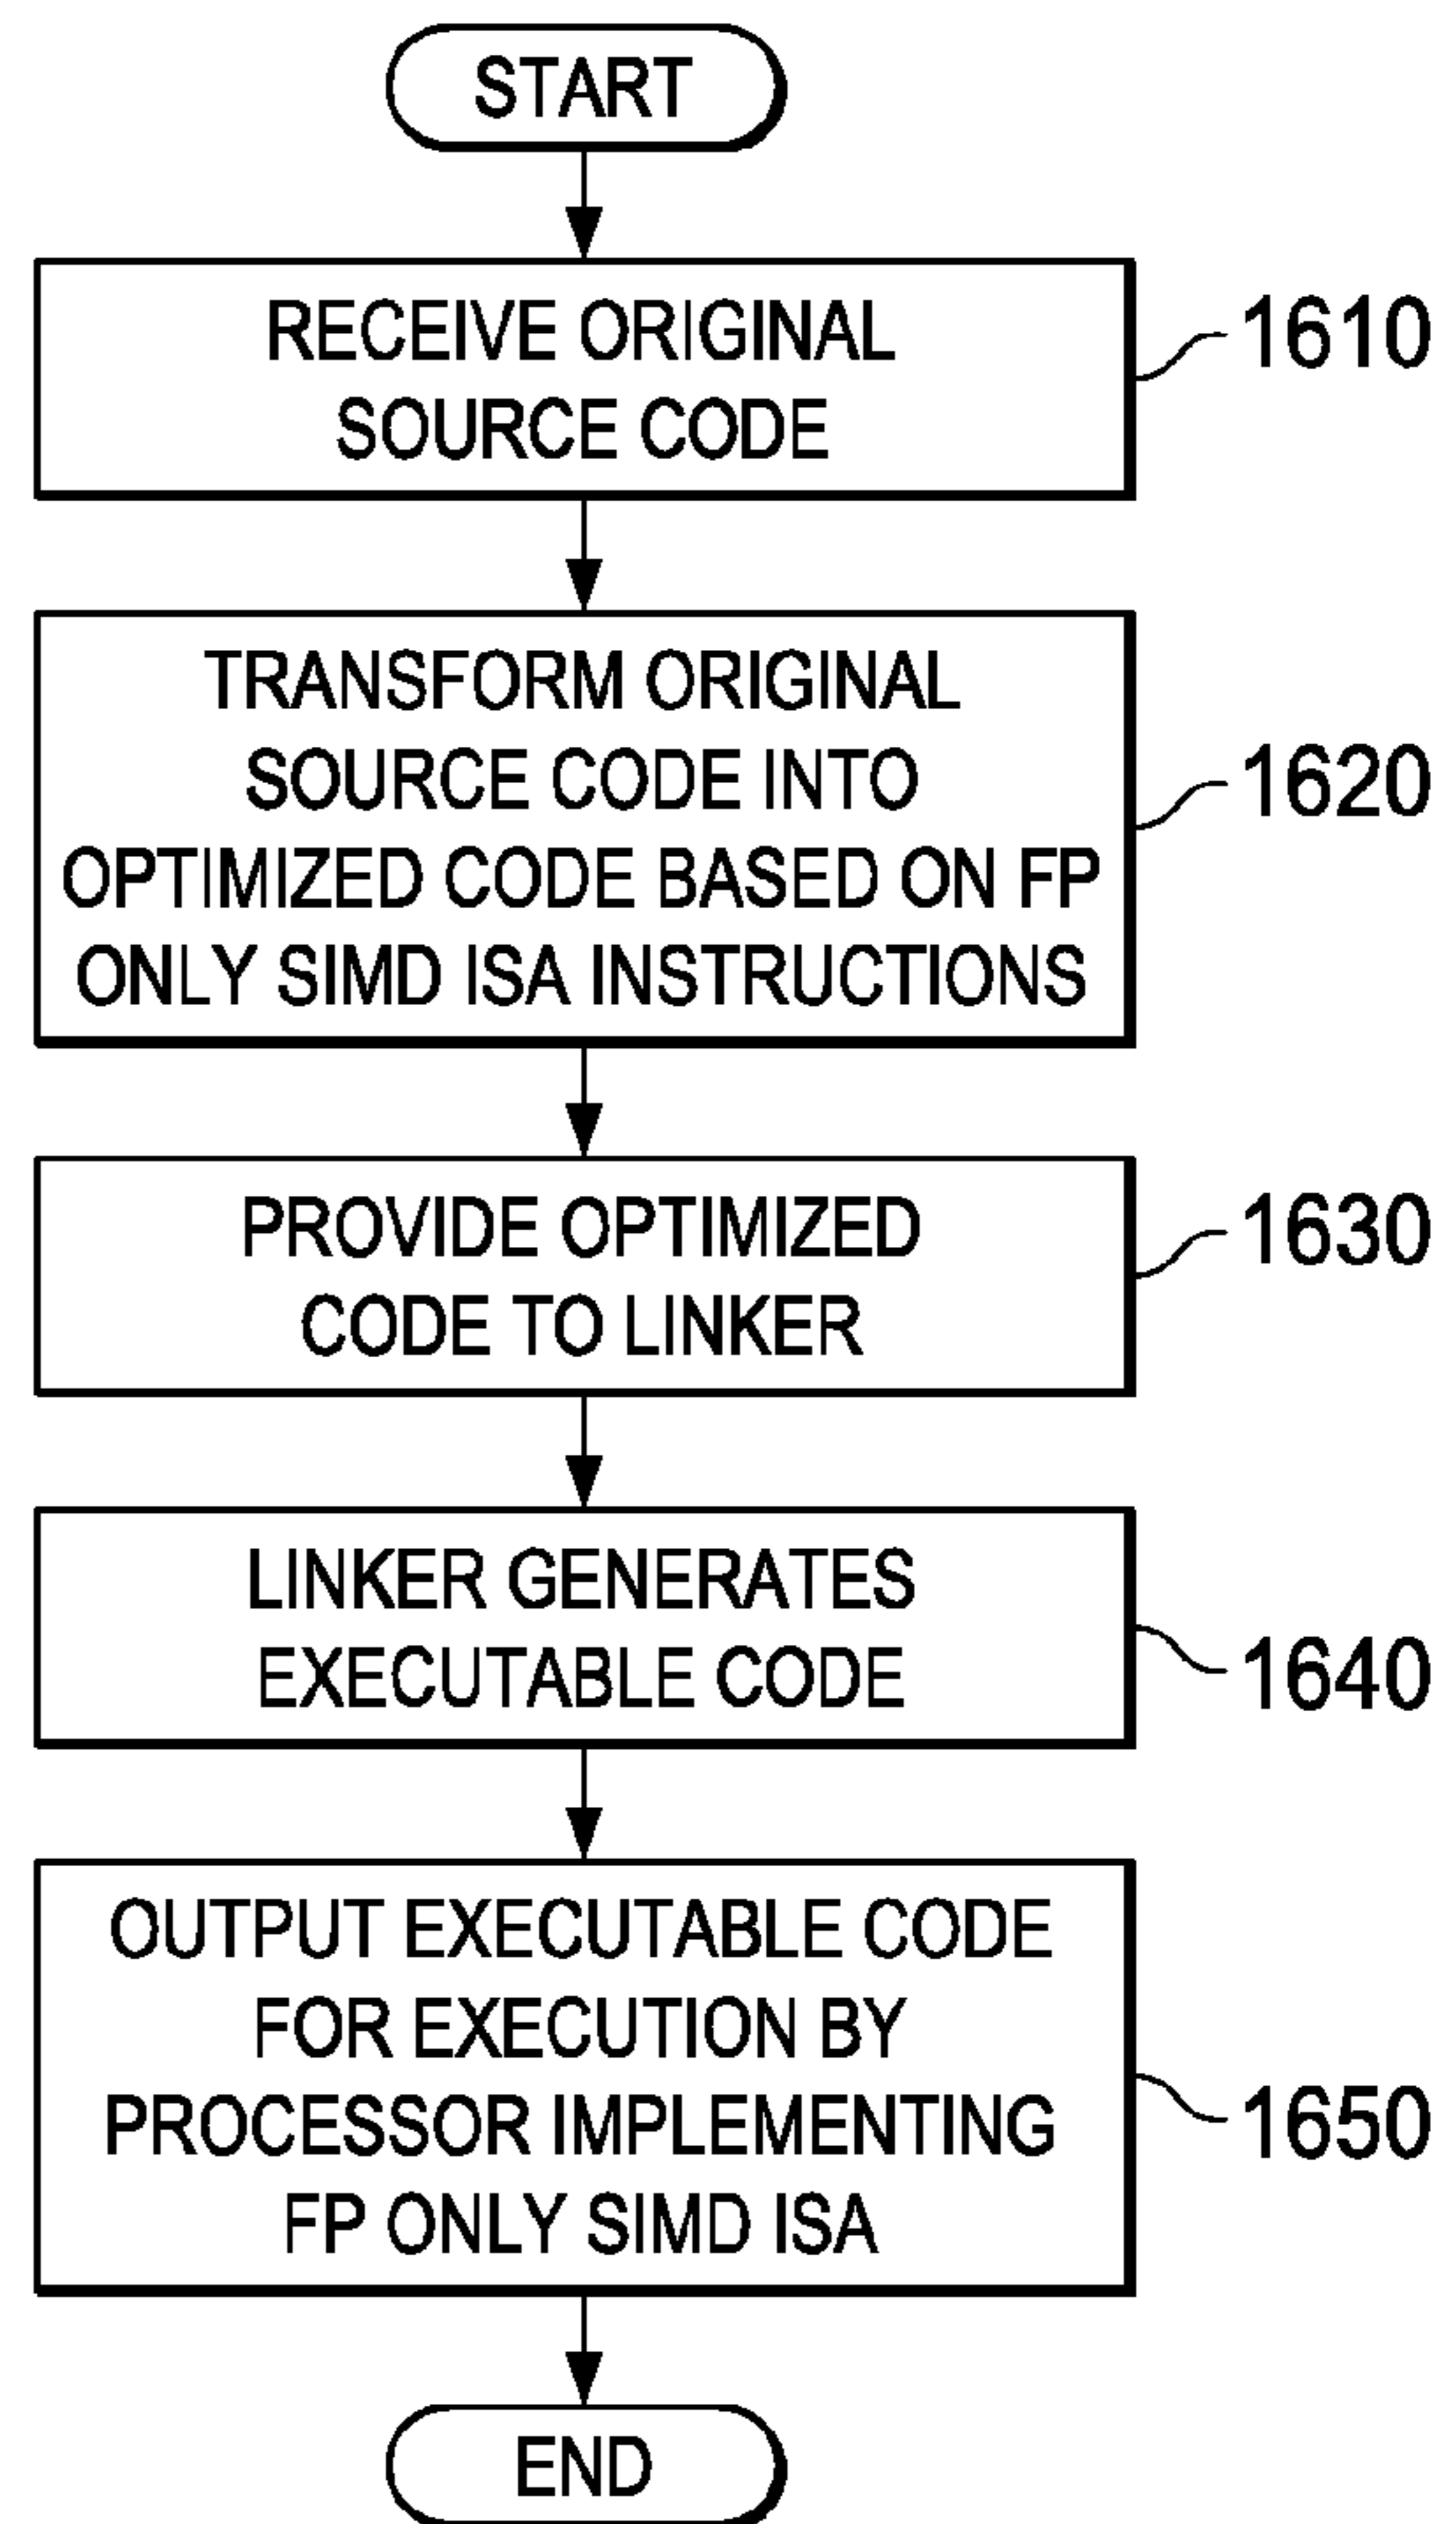 START
RECEIVE ORIGINAL
SOURCE CODE
1610
TRANSFORM ORIGINAL
SOURCE CODE INTO
OPTIMIZED CODE BASED ON FP
ONLY SIMD ISA INSTRUCTIONS
1620
PROVIDE OPTIMIZED
CODE TO LINKER
1630
LINKER GENERATES
EXECUTABLE CODE
1640
OUTPUT EXECUTABLE CODE
FOR EXECUTION BY
PROCESSOR IMPLEMENTING
FP ONLY SIMD ISA
1650
END